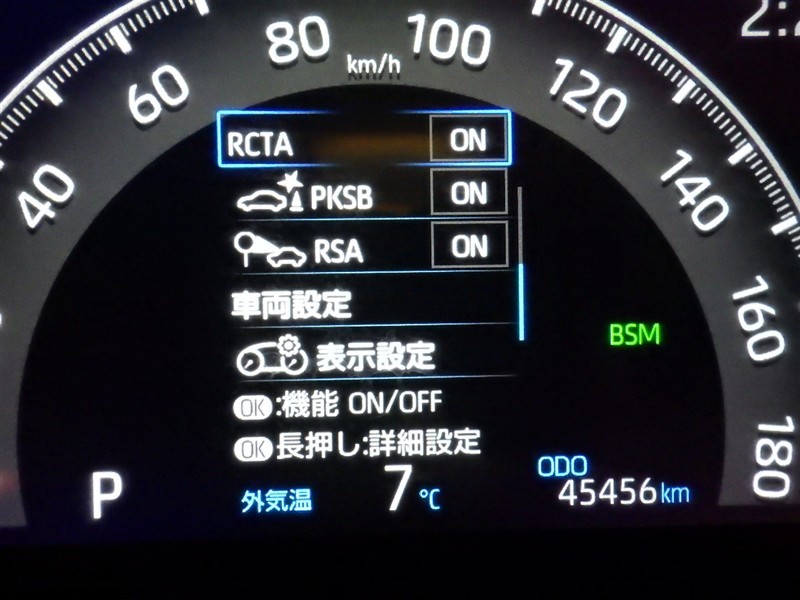 40
60
80
100
120
140
160
180
km/h
RCTA ON
PKSB ON
RSA ON
車両設定
表示設定
BSM
OK:機能 ON/OFF
OK長押し:詳細設定
P
外気温 7℃
ODO
45456km